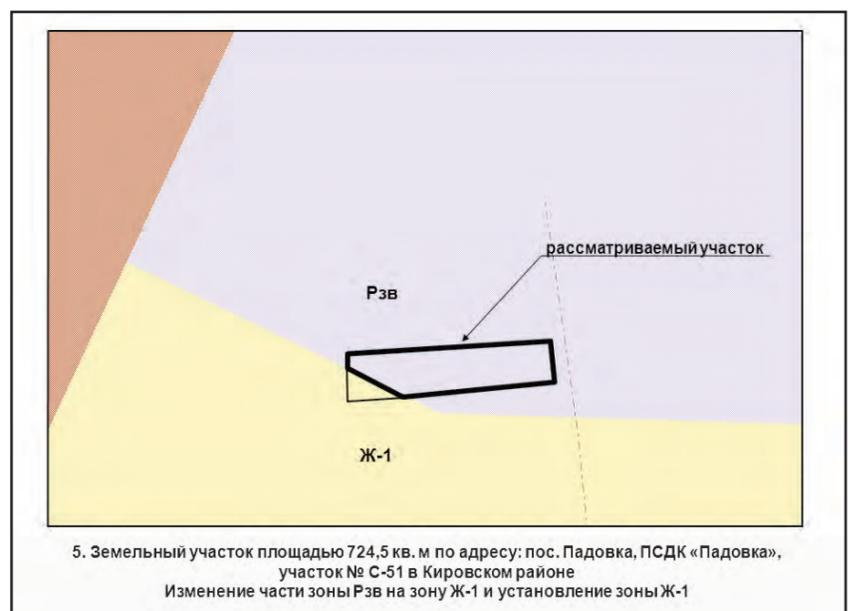 рассматриваемый участок
Рзв
Ж-1
5. Земельный участок площадью 724,5 кв. м по адресу: пос. Падовка, ПСДК «Падовка»,
участок № С-51 в Кировском районе
Изменение части зоны Рзв на зону Ж-1 и установление зоны Ж-1